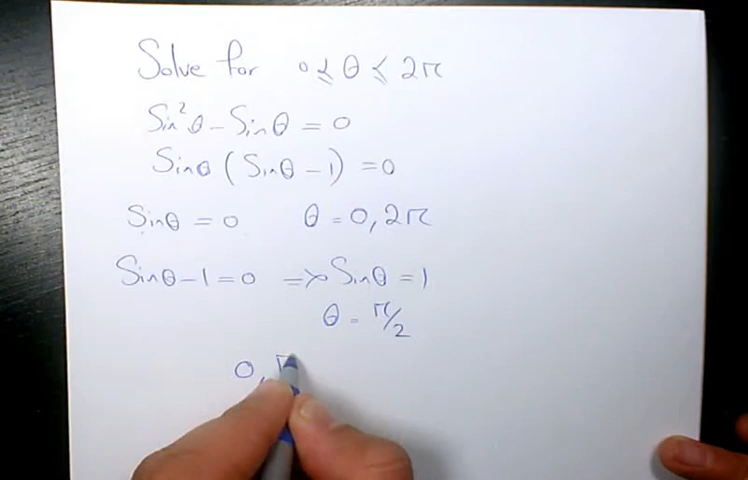 Solve for 0 ≤ θ ≤ 2π
Sin²θ - Sinθ = 0
Sinθ (Sinθ - 1) = 0
Sinθ = 0 θ = 0, 2π
Sinθ - 1 = 0 => Sinθ = 1
θ = π/2
0,